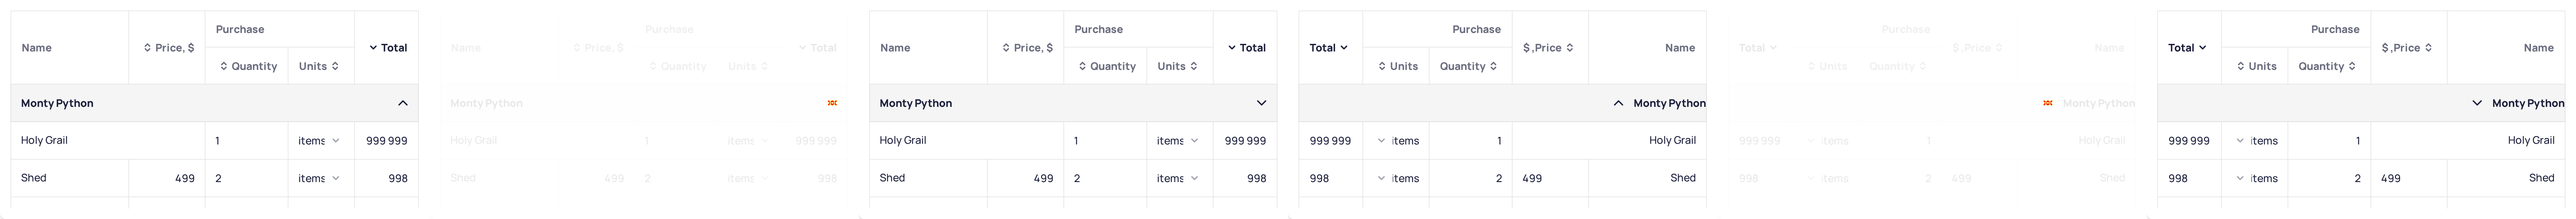 Name Price, $ Purchase Quantity Units Total
Monty Python
Holy Grail 1 items 999 999
Shed 499 2 items 998
Name Price, $ Purchase Quantity Units Total
Monty Python
Holy Grail 1 items 999 999
Shed 499 2 items 998
Name Price, $ Purchase Quantity Units Total
Monty Python
Holy Grail 1 items 999 999
Shed 499 2 items 998
Total Purchase Units Quantity $ ,Price Name
Monty Python
999 999 items 1 Holy Grail
998 items 2 499 Shed
Total Purchase Units Quantity $ ,Price Name
Monty Python
999 999 items 1 Holy Grail
998 items 2 499 Shed
Total Purchase Units Quantity $ ,Price Name
Monty Python
999 999 items 1 Holy Grail
998 items 2 499 Shed